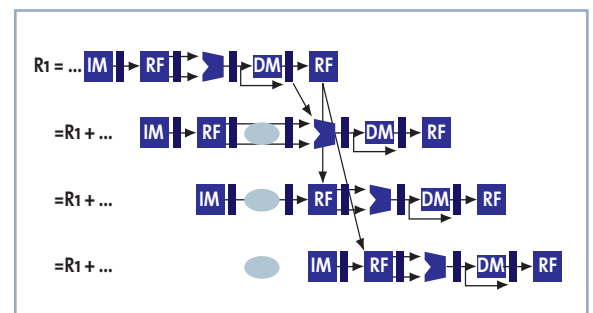 R1 = ... IM RF DM RF
=R1 + ... IM RF DM RF
=R1 + ... IM RF DM RF
=R1 + ... IM RF DM RF